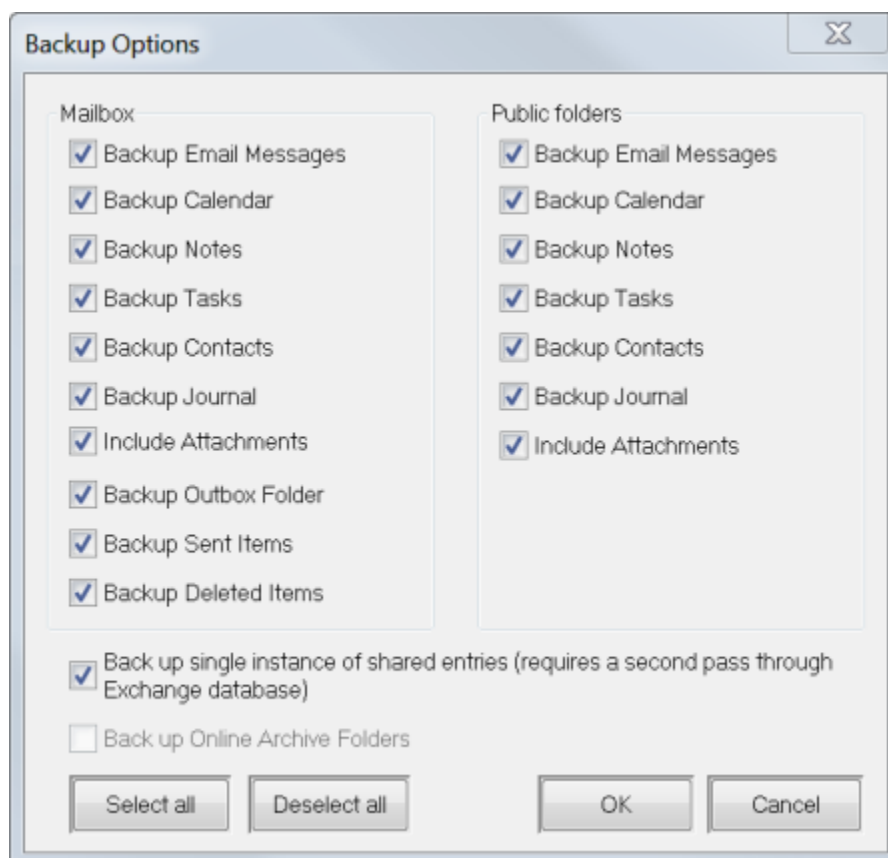 Backup Options
Mailbox
Backup Email Messages
Backup Calendar
Backup Notes
Backup Tasks
Backup Contacts
Backup Journal
Include Attachments
Backup Outbox Folder
Backup Sent Items
Backup Deleted Items
Public folders
Backup Email Messages
Backup Calendar
Backup Notes
Backup Tasks
Backup Contacts
Backup Journal
Include Attachments
Back up single instance of shared entries (requires a second pass through
Exchange database)
Back up Online Archive Folders
Select all
Deselect all
OK
Cancel